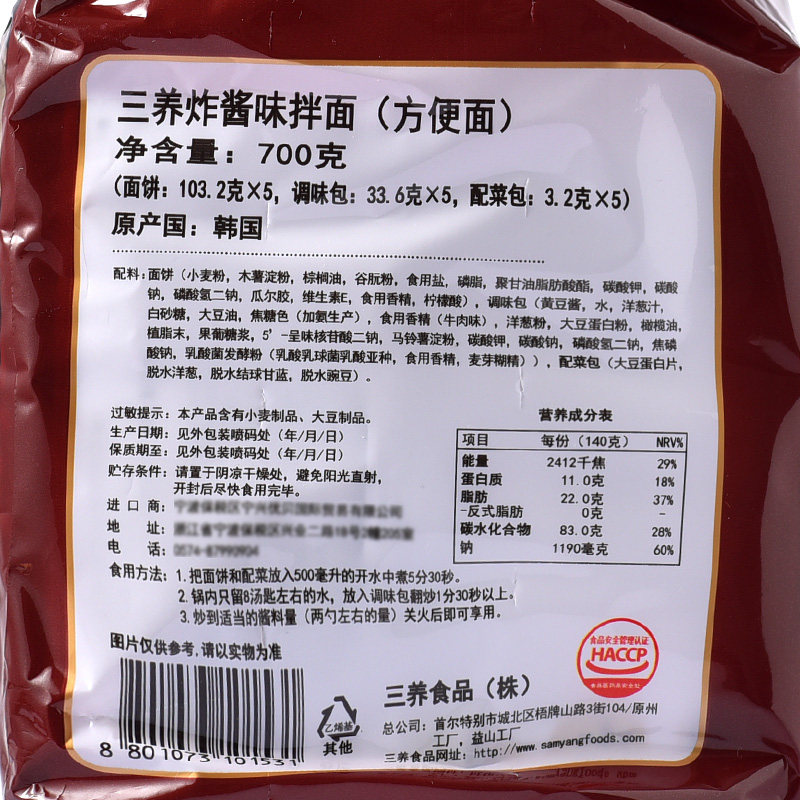 三养炸酱味拌面（方便面）
净含量：700克
（面饼：103.2克×5，调味包：33.6克×5，配菜包：3.2克×5）
原产国：韩国
配料：面饼（小麦粉，木薯淀粉，棕榈油，谷朊粉，食用盐，磷脂，聚甘油脂肪酸酯，碳酸钾，碳酸
钠，磷酸氢二钠，瓜尔胶，维生素E，食用香精，柠檬酸），调味包（黄豆酱，水，洋葱汁，
白砂糖，大豆油，焦糖色（加氨生产），食用香精（牛肉味），洋葱粉，大豆蛋白粉，橄榄油，
植脂末，果葡糖浆，5'-呈味核苷酸二钠，马铃薯淀粉，碳酸钾，碳酸钠，磷酸氢二钠，焦磷
酸钠，乳酸菌发酵粉（乳酸乳球菌乳酸亚种，食用香精，麦芽糊精）），配菜包（大豆蛋白片，
脱水洋葱，脱水结球甘蓝，脱水豌豆）。
过敏提示：本产品含有小麦制品、大豆制品。
生产日期：见外包装喷码处（年/月/日）
保质期至：见外包装喷码处（年/月/日）
贮存条件：请置于阴凉干燥处，避免阳光直射，
开封后尽快食用完毕。
进口商：
地址：
电话：
营养成分表
项目 每份（140克） NRV%
能量 2412千焦 29%
蛋白质 11.0克 18%
脂肪 22.0克 37%
-反式脂肪 0克 -
碳水化合物 83.0克 28%
钠 1190毫克 60%
食用方法：1.把面饼和配菜放入500毫升的开水中煮5分30秒。
2.锅内只留8汤匙左右的水，放入调味包翻炒1分30秒以上。
3.炒到适当的酱料量（两勺左右的量）关火后即可享用。
图片仅供参考，请以实物为准
8 801073 101531
乙烯基
其他
食品安全管理认证
HACCP
三养食品（株）
总公司：首尔特别市城北区梧牌山路3街104/原州
工厂，益山工厂
三养食品网址：http://www.samyangfoods.com